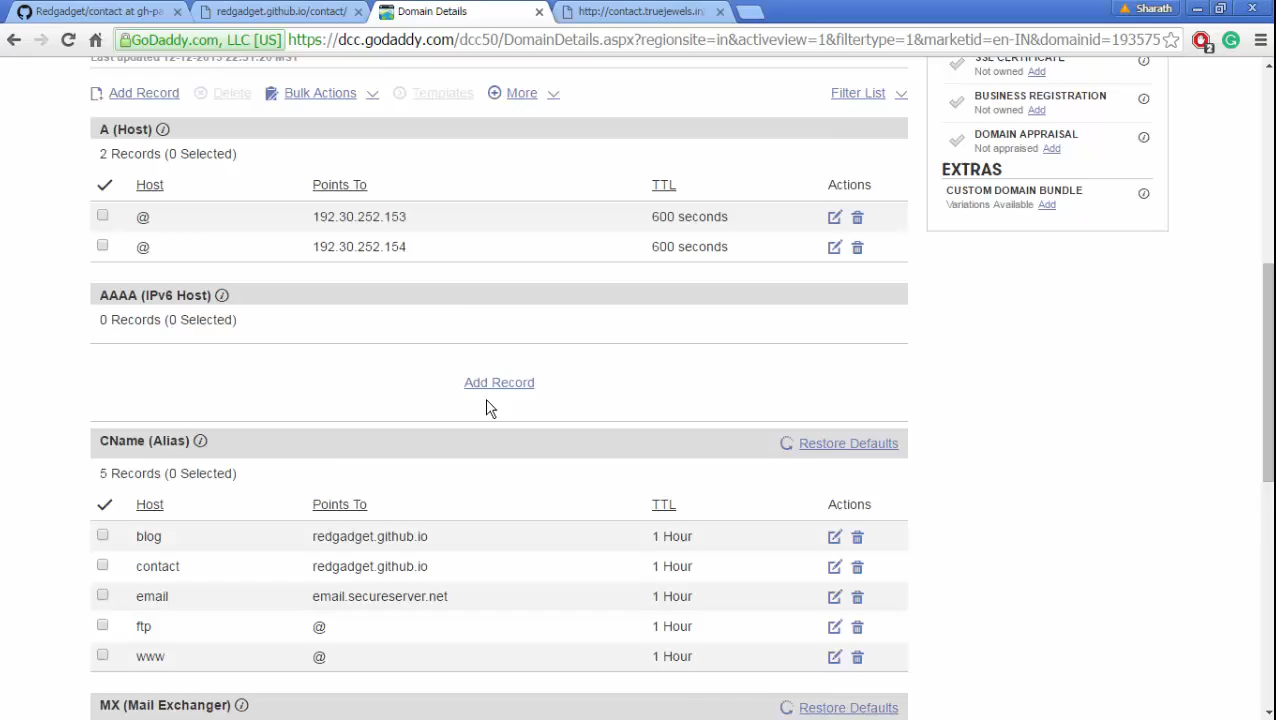 Redgadget/contact at gh-pa
redgadget.github.io/contact/
Domain Details
http://contact.truejewels.in
Sharath
GoDaddy.com, LLC [US]
https://dcc.godaddy.com/dcc50/DomainDetails.aspx?regionsite=in&activeview=1&filtertype=1&marketid=en-IN&domainid=193575
2
Last updated 12-12-2015 22:51:20 MST
Add Record
Delete
Bulk Actions
Templates
More
Filter List
A (Host)
2 Records (0 Selected)
Host Points To TTL Actions
@ 192.30.252.153 600 seconds
@ 192.30.252.154 600 seconds
AAAA (IPv6 Host)
0 Records (0 Selected)
Add Record
CName (Alias)
Restore Defaults
5 Records (0 Selected)
Host Points To TTL Actions
blog redgadget.github.io 1 Hour
contact redgadget.github.io 1 Hour
email email.secureserver.net 1 Hour
ftp @ 1 Hour
www @ 1 Hour
MX (Mail Exchanger)
Restore Defaults
SSL CERTIFICATE
Not owned Add
BUSINESS REGISTRATION
Not owned Add
DOMAIN APPRAISAL
Not appraised Add
EXTRAS
CUSTOM DOMAIN BUNDLE
Variations Available Add